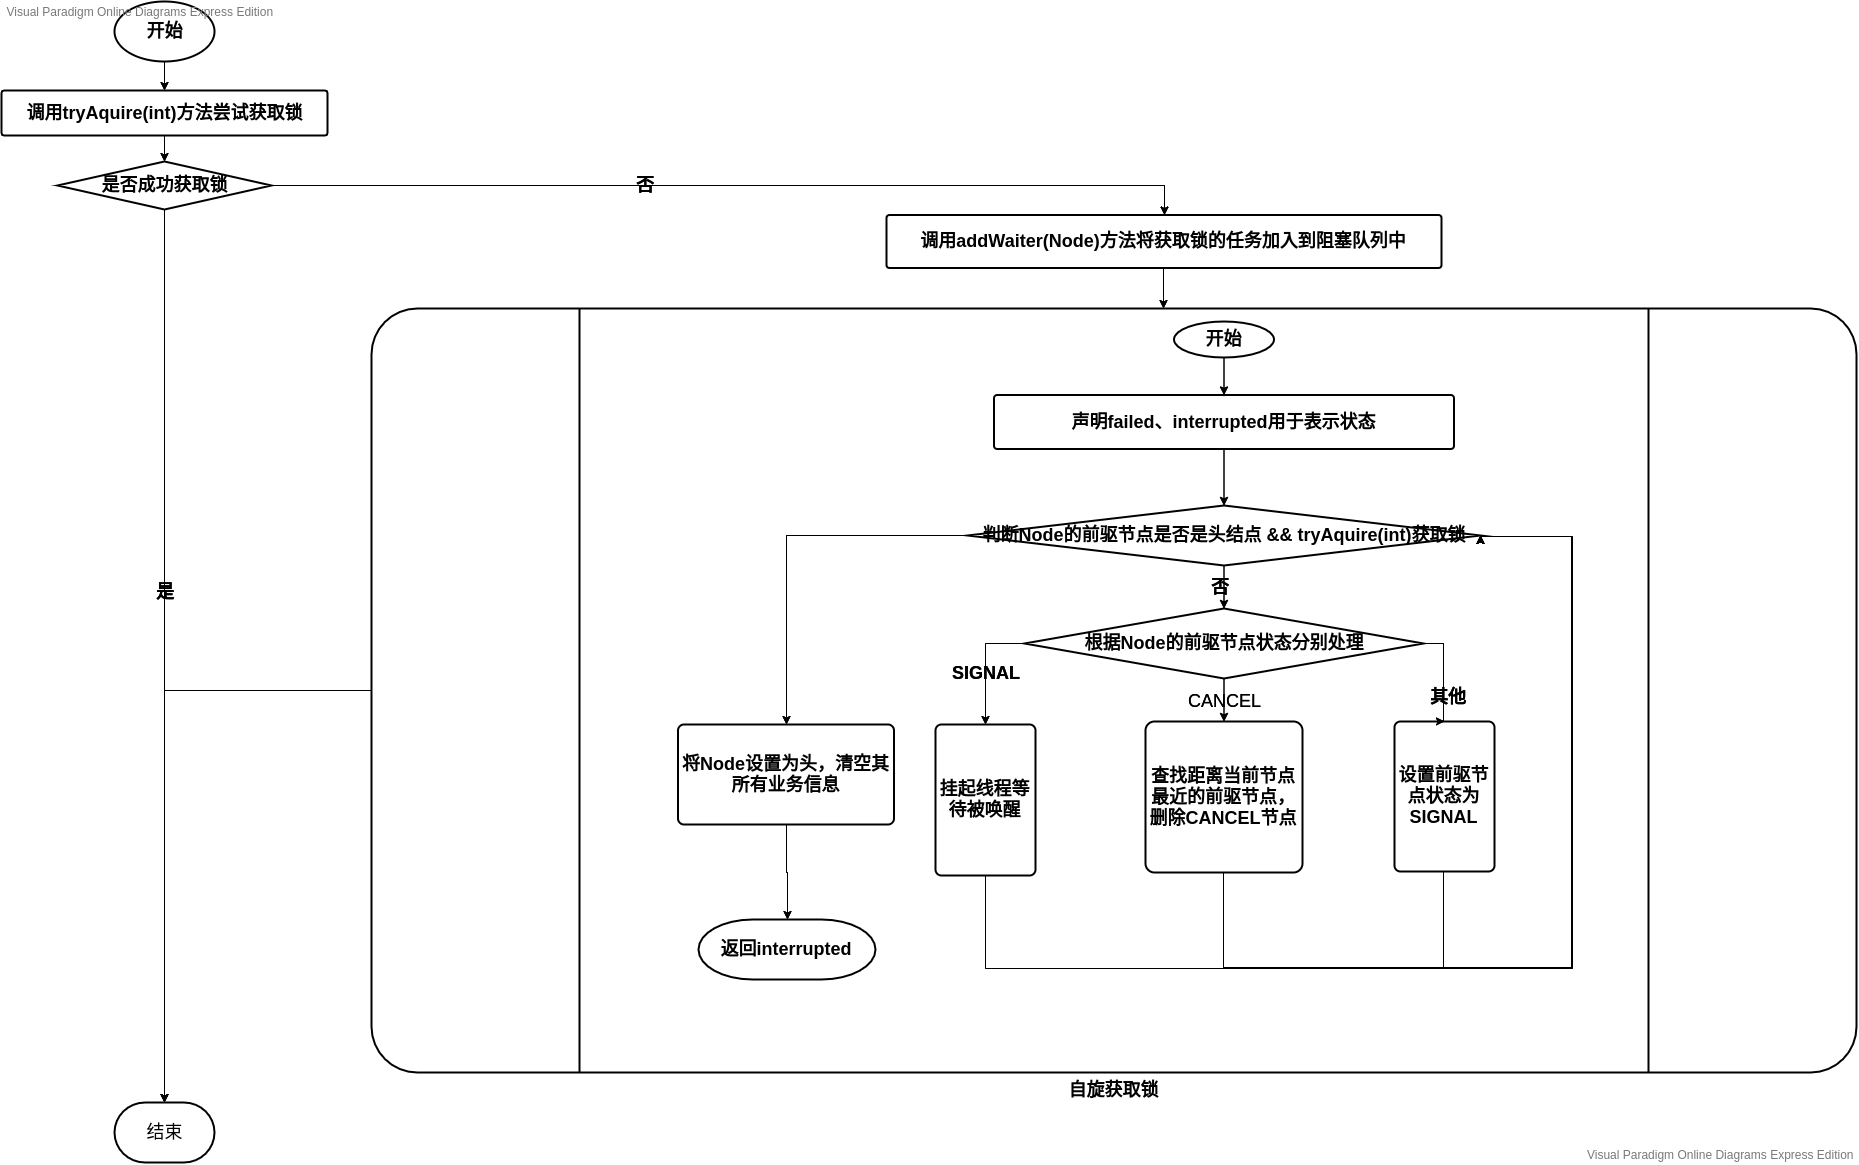 Visual Paradigm Online Diagrams Express Edition
开始
调用tryAquire(int)方法尝试获取锁
是否成功获取锁
否
调用addWaiter(Node)方法将获取锁的任务加入到阻塞队列中
开始
声明failed、interrupted用于表示状态
判断Node的前驱节点是否是头结点 && tryAquire(int)获取锁
否
是
根据Node的前驱节点状态分别处理
SIGNAL
CANCEL
其他
将Node设置为头，清空其
所有业务信息
挂起线程等
待被唤醒
查找距离当前节点
最近的前驱节点，
删除CANCEL节点
设置前驱节
点状态为
SIGNAL
返回interrupted
自旋获取锁
结束
Visual Paradigm Online Diagrams Express Edition